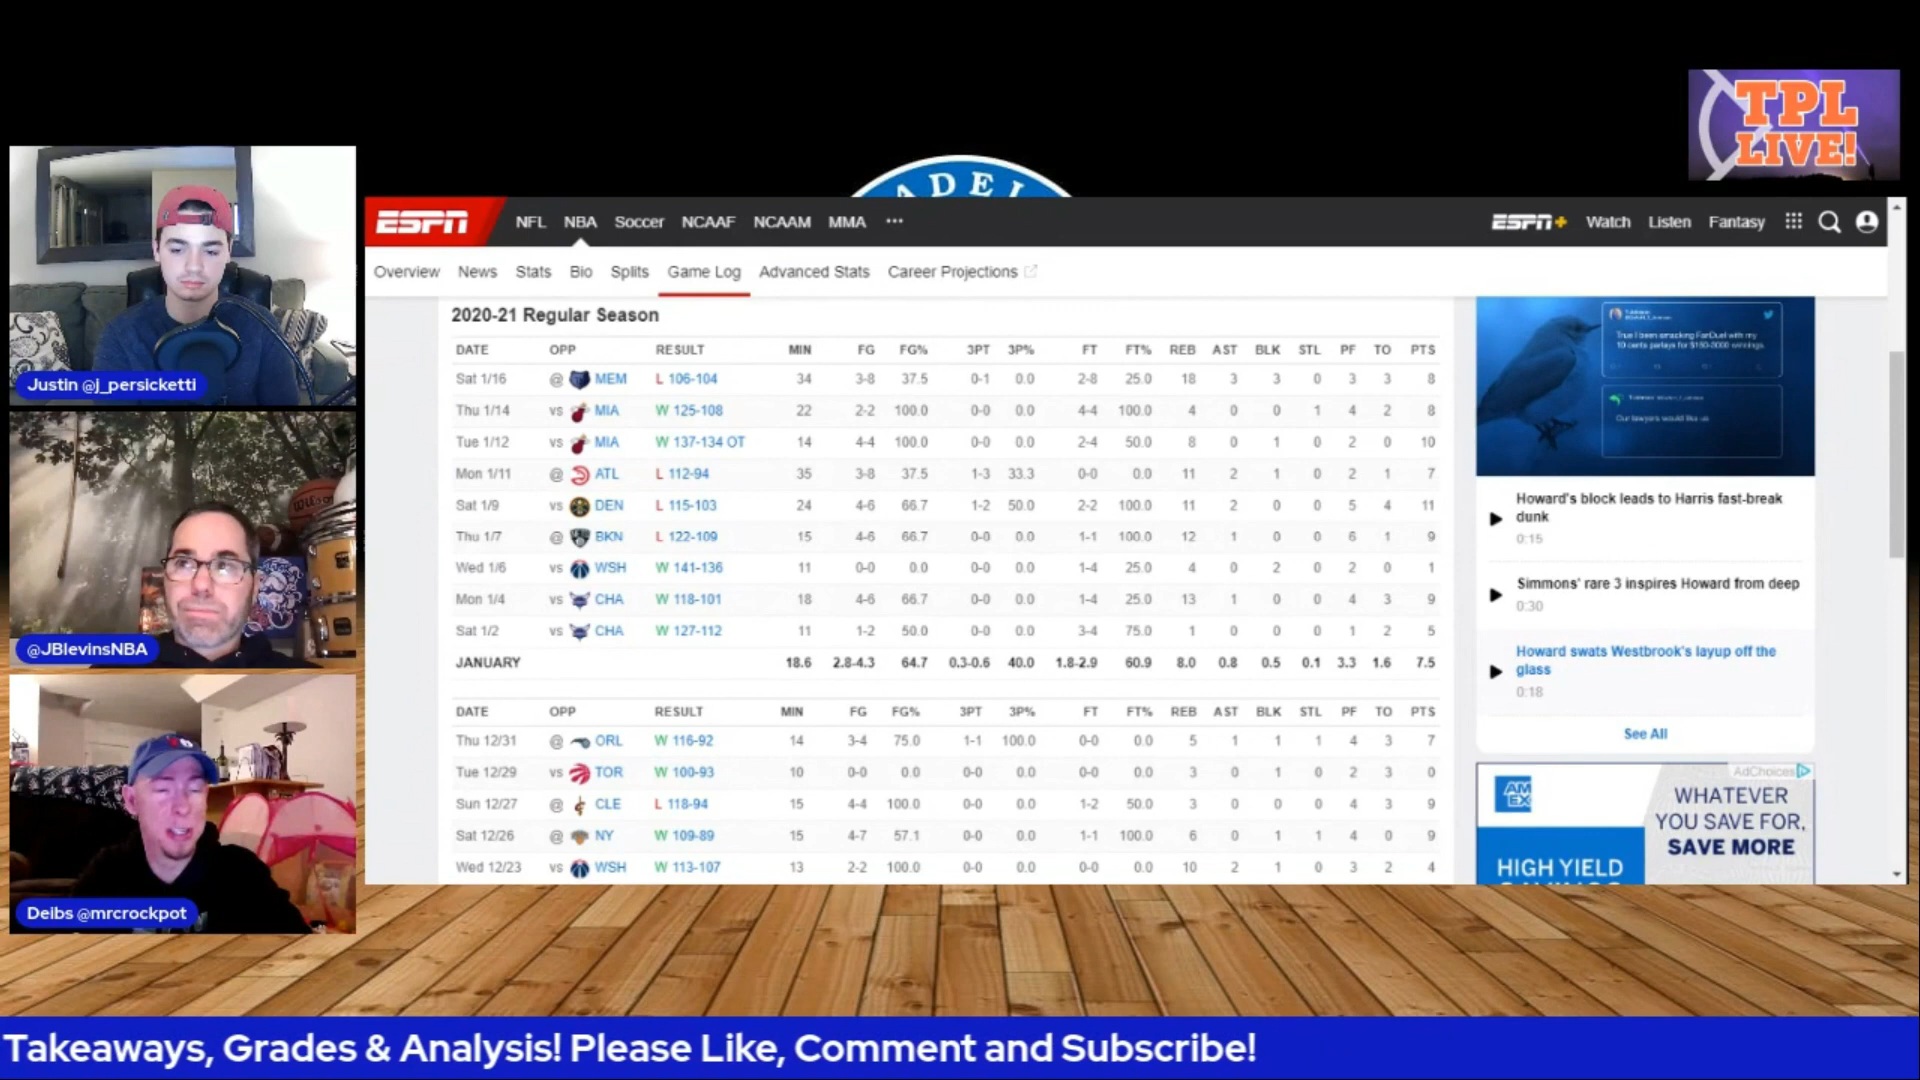 TPL
LIVE!
ADEL
ESPN NFL NBA Soccer NCAAF NCAAM MMA ••• ESPN+ Watch Listen Fantasy
Overview News Stats Bio Splits Game Log Advanced Stats Career Projections
2020-21 Regular Season
DATE OPP RESULT MIN FG FG% 3PT 3P% FT FT% REB AST BLK STL PF TO PTS
Sat 1/16 @ MEM L 106-104 34 3-8 37.5 0-1 0.0 2-8 25.0 18 3 3 0 3 3 8
Thu 1/14 vs MIA W 125-108 22 2-2 100.0 0-0 0.0 4-4 100.0 4 0 0 1 4 2 8
Tue 1/12 vs MIA W 137-134 OT 14 4-4 100.0 0-0 0.0 2-4 50.0 8 0 1 0 2 0 10
Mon 1/11 @ ATL L 112-94 35 3-8 37.5 1-3 33.3 0-0 0.0 11 2 1 0 2 1 7
Sat 1/9 vs DEN L 115-103 24 4-6 66.7 1-2 50.0 2-2 100.0 11 2 0 0 5 4 11
Thu 1/7 @ BKN L 122-109 15 4-6 66.7 0-0 0.0 1-1 100.0 12 1 0 0 6 1 9
Wed 1/6 vs WSH W 141-136 11 0-0 0.0 0-0 0.0 1-4 25.0 4 0 2 0 2 0 1
Mon 1/4 vs CHA W 118-101 18 4-6 66.7 0-0 0.0 1-4 25.0 13 1 0 0 4 3 9
Sat 1/2 vs CHA W 127-112 11 1-2 50.0 0-0 0.0 3-4 75.0 1 0 0 0 1 2 5
JANUARY 18.6 2.8-4.3 64.7 0.3-0.6 40.0 1.8-2.9 60.9 8.0 0.8 0.5 0.1 3.3 1.6 7.5
DATE OPP RESULT MIN FG FG% 3PT 3P% FT FT% REB AST BLK STL PF TO PTS
Thu 12/31 @ ORL W 116-92 14 3-4 75.0 1-1 100.0 0-0 0.0 5 1 1 1 4 3 7
Tue 12/29 vs TOR W 100-93 10 0-0 0.0 0-0 0.0 0-0 0.0 3 0 1 0 2 3 0
Sun 12/27 @ CLE L 118-94 15 4-4 100.0 0-0 0.0 1-2 50.0 3 0 0 0 4 3 9
Sat 12/26 @ NY W 109-89 15 4-7 57.1 0-0 0.0 1-1 100.0 6 0 1 1 4 0 9
Wed 12/23 vs WSH W 113-107 13 2-2 100.0 0-0 0.0 0-0 0.0 10 2 1 0 3 2 4
True I been smacking FanDuel with my
Our lawyers would like us
Howard's block leads to Harris fast-break
dunk
0:15
Simmons' rare 3 inspires Howard from deep
0:30
Howard swats Westbrook's layup off the
glass
0:18
See All
AdChoices
AM
EX
WHATEVER
YOU SAVE FOR,
SAVE MORE
HIGH YIELD
Justin @j_persicketti
@JBlevinsNBA
Deibs @mrcrockpot
Takeaways, Grades & Analysis! Please Like, Comment and Subscribe!